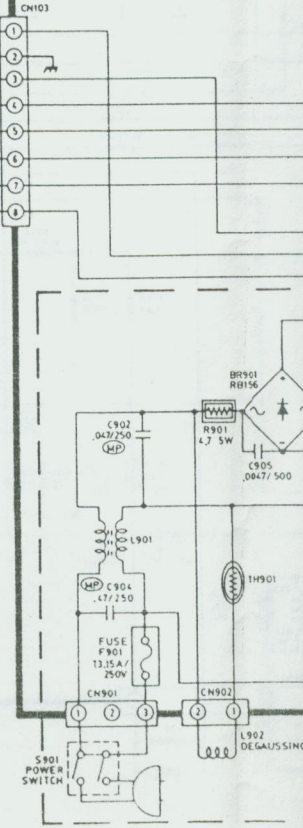 CN103
1
2
3
4
5
6
7
8
BR901
RB156
C902
.047/250
MP
R901
4,7 5W
C905
.0047/500
L901
MP
C904
.47/250
TH901
FUSE
F901
T3,15A/
250V
CN901
1
2
3
CN902
2
1
L902
DEGAUSSING
S901
POWER
SWITCH